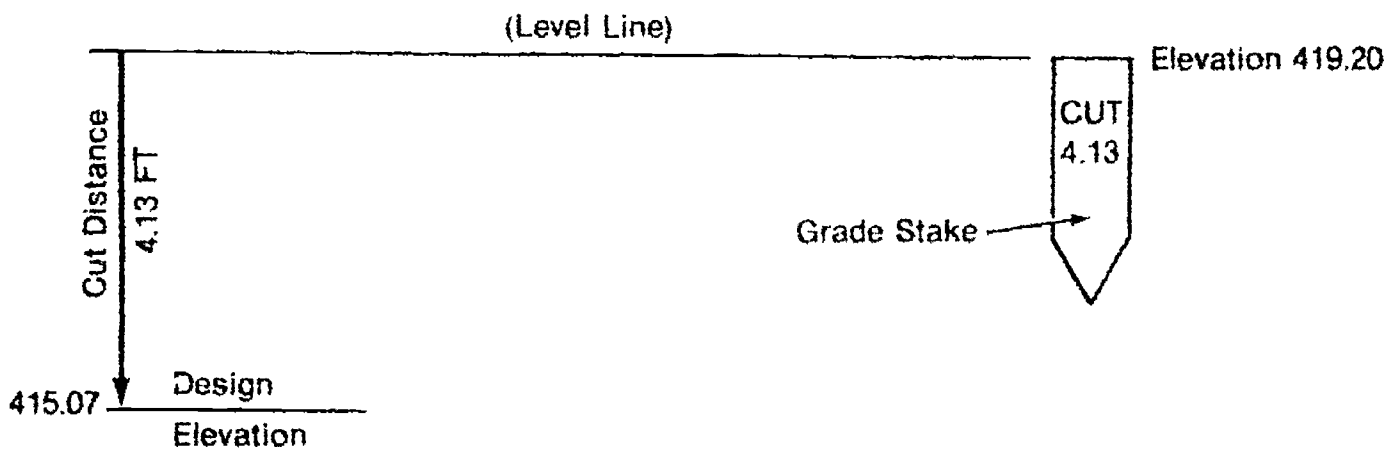 (Level Line)
Elevation 419.20
Cut Distance
4.13 FT
CUT
4.13
Grade Stake
415.07
Design
Elevation